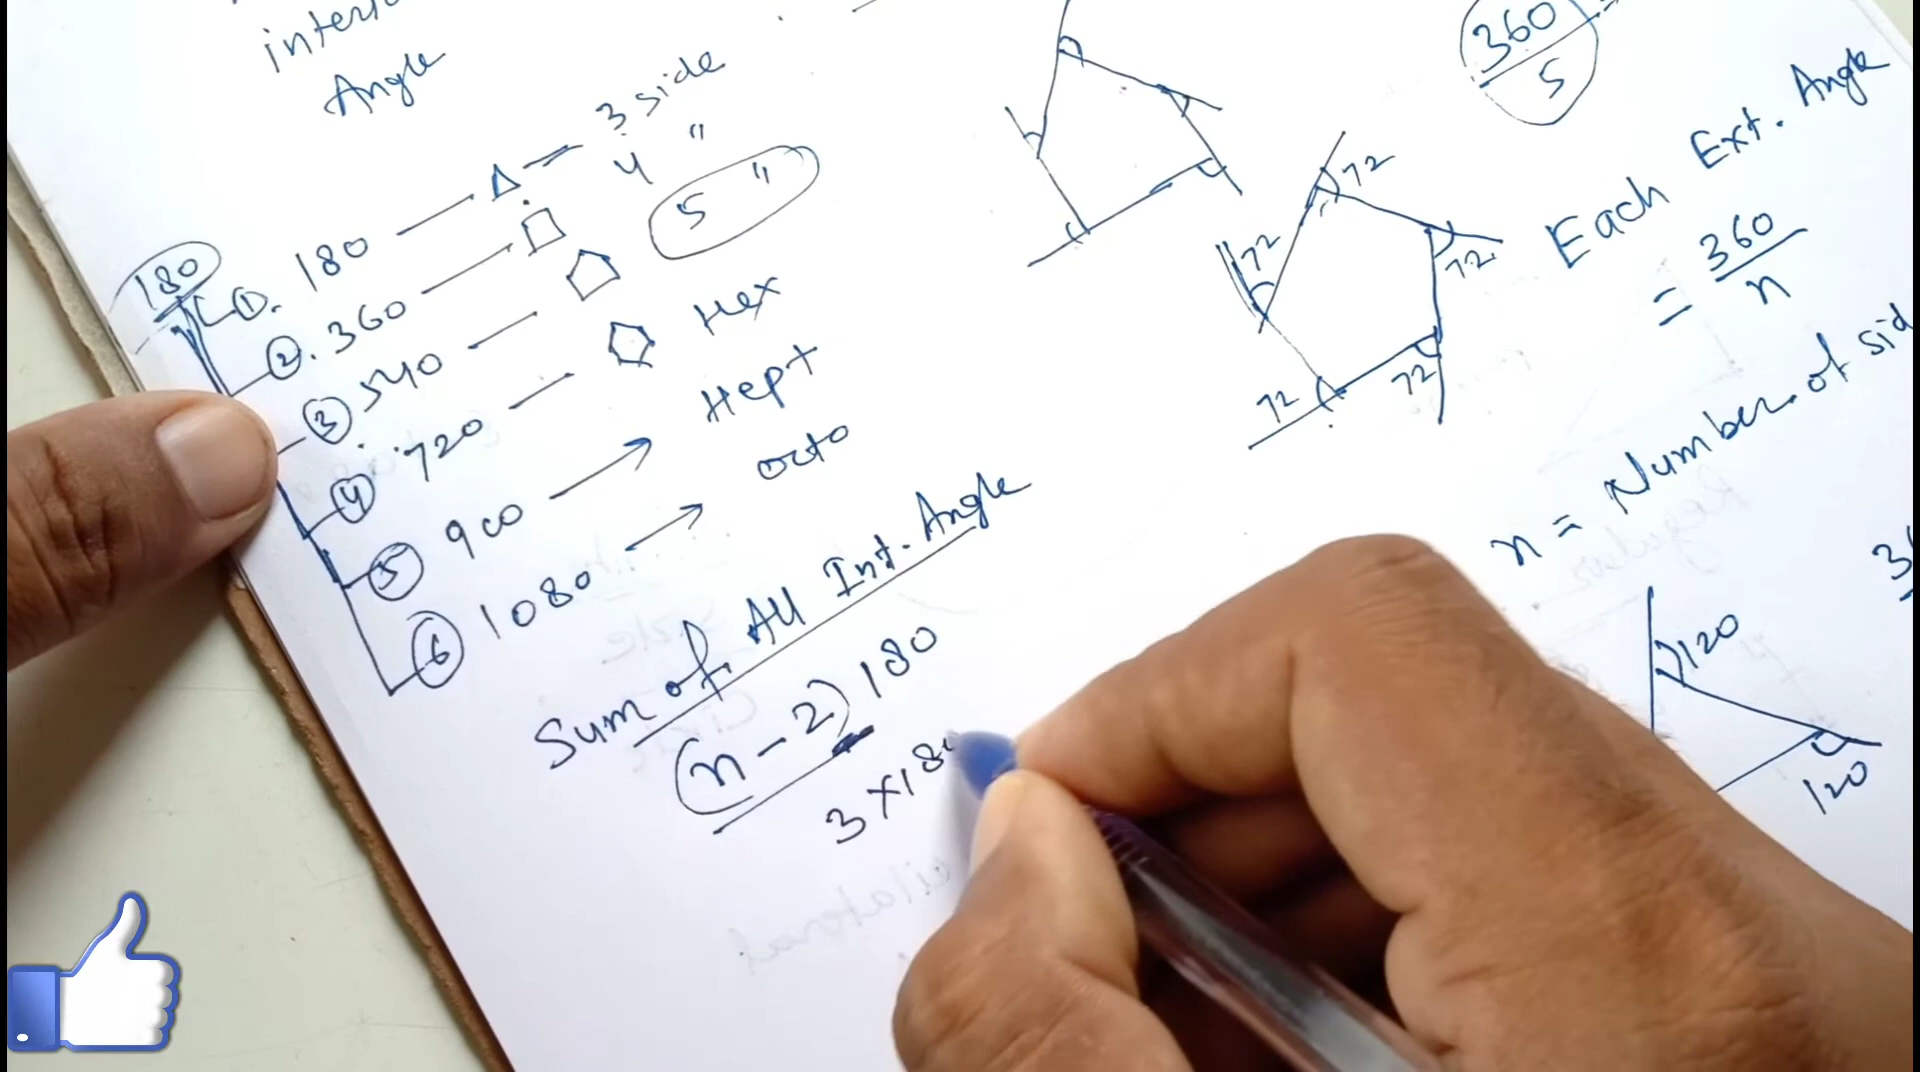 Angle
180
①. 180 — △ = 3 side
②. 360 — □ 4 "
③ 540 — 5 "
④ 720 — Hex
⑤ 900 → Hept
⑥ 1080 → octo
Sum of All Int. Angle
(n-2) 180
3 × 18
360
5
72
72
72
72
72
Each Ext. Angle
= 360
n
n = Number of sid
120
120